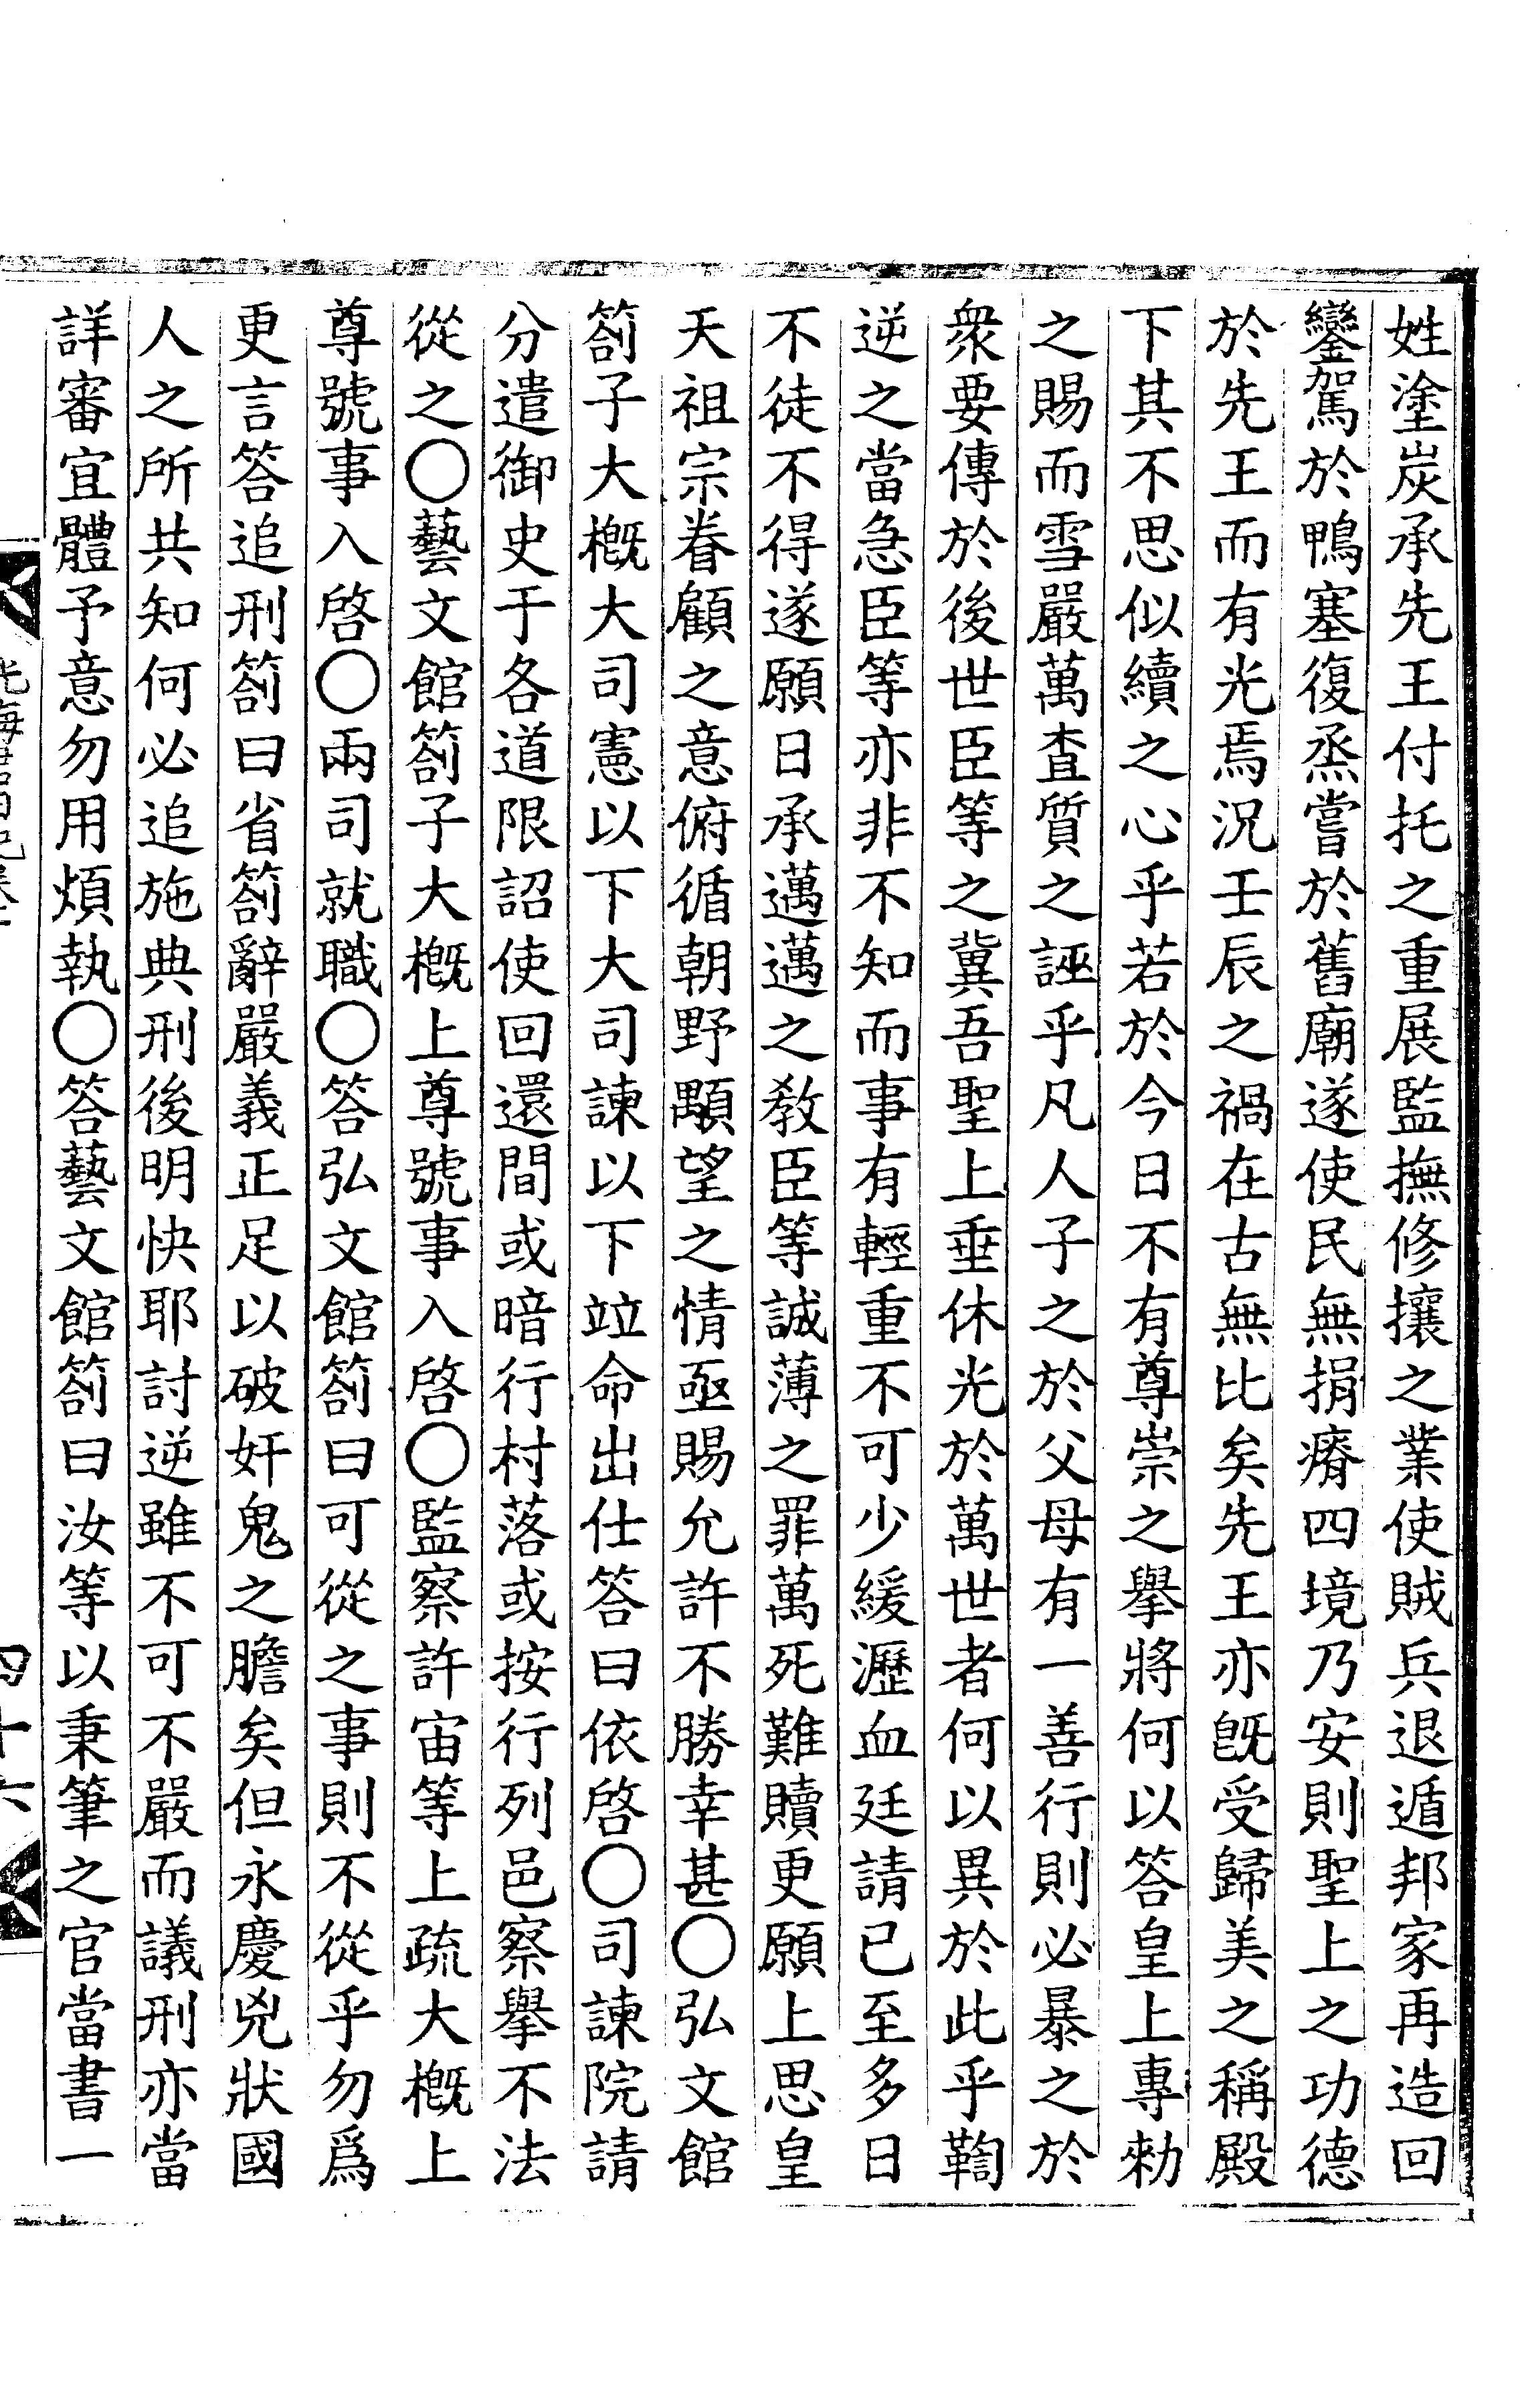 姓塗炭承先王付托之重展監撫修攘之業使賊兵退遁邦家再造回
鑾駕於鴨塞復烝嘗於舊廟遂使民無捐瘠四境乃安則聖上之功德
於先王而有光焉況壬辰之禍在古無比矣先王亦旣受歸美之稱殿
下其不思似續之心乎若於今日不有尊崇之擧將何以答皇上專勑
之賜而雪嚴萬査質之誣乎凡人子之於父母有一善行則必暴之於
衆要傳於後世臣等之冀吾聖上垂休光於萬世者何以異於此乎鞫
逆之當急臣等亦非不知而事有輕重不可少緩瀝血廷請已至多日
不徒不得遂願日承邁邁之敎臣等誠薄之罪萬死難贖更願上思皇
天祖宗眷顧之意俯循朝野顒望之情亟賜允許不勝幸甚○弘文館
箚子大槪大司憲以下大司諫以下竝命出仕答曰依啓○司諫院請
分遣御史于各道限詔使回還間或暗行村落或按行列邑察擧不法
從之○藝文館箚子大槪上尊號事入啓○監察許宙等上疏大槪上
尊號事入啓○兩司就職○答弘文館箚曰可從之事則不從乎勿爲
更言答追刑箚曰省箚辭嚴義正足以破奸鬼之膽矣但永慶兇狀國
人之所共知何必追施典刑後明快耶討逆雖不可不嚴而議刑亦當
詳審宜體予意勿用煩執○答藝文館箚曰汝等以秉筆之官當書一